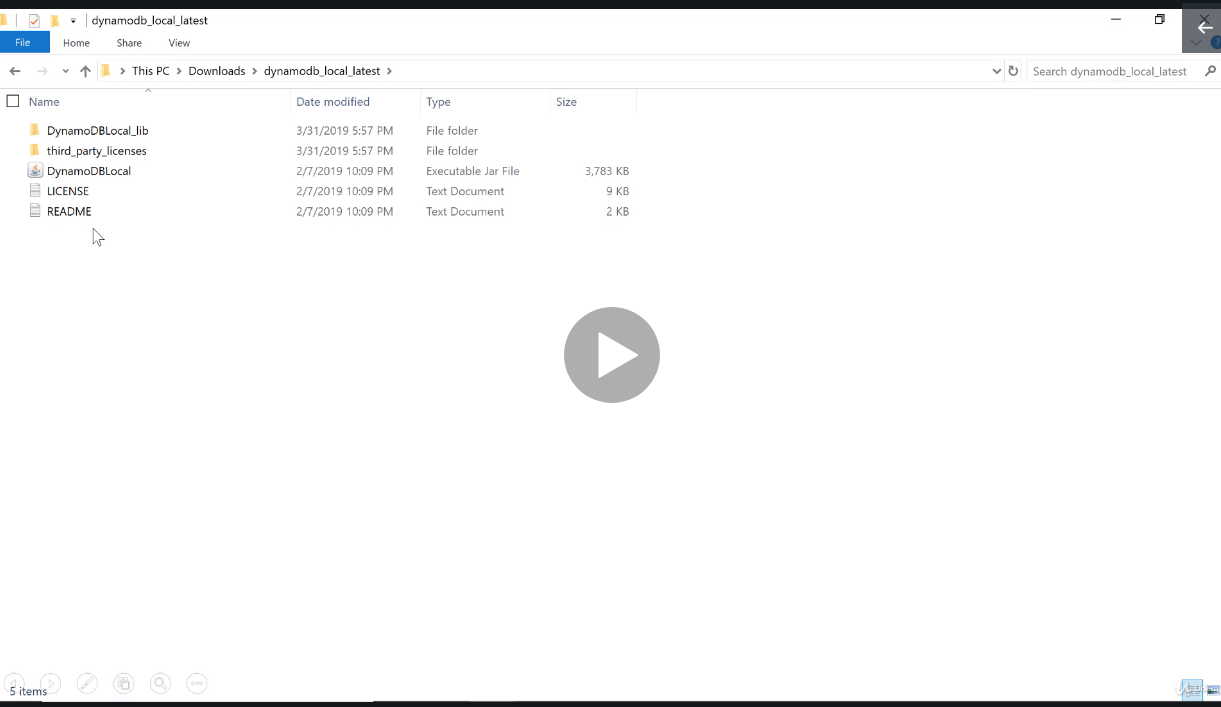 dynamodb_local_latest
File Home Share View
This PC Downloads dynamodb_local_latest
Search dynamodb_local_latest
Name Date modified Type Size
DynamoDBLocal_lib 3/31/2019 5:57 PM File folder
third_party_licenses 3/31/2019 5:57 PM File folder
DynamoDBLocal 2/7/2019 10:09 PM Executable Jar File 3,783 KB
LICENSE 2/7/2019 10:09 PM Text Document 9 KB
README 2/7/2019 10:09 PM Text Document 2 KB
5 items